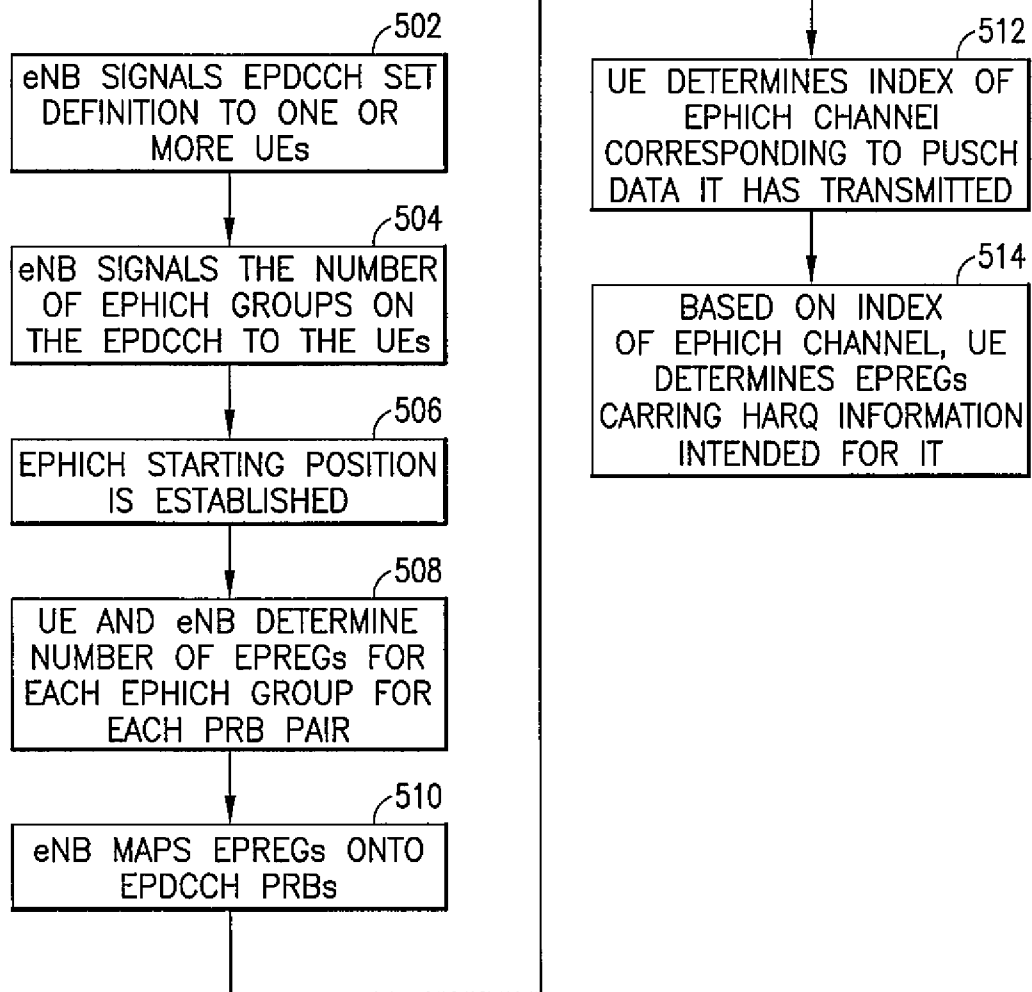 502
eNB SIGNALS EPDCCH SET
DEFINITION TO ONE OR
MORE UEs
504
eNB SIGNALS THE NUMBER
OF EPHICH GROUPS ON
THE EPDCCH TO THE UEs
506
EPHICH STARTING POSITION
IS ESTABLISHED
508
UE AND eNB DETERMINE
NUMBER OF EPREGs FOR
EACH EPHICH GROUP FOR
EACH PRB PAIR
510
eNB MAPS EPREGs ONTO
EPDCCH PRBs
512
UE DETERMINES INDEX OF
EPHICH CHANNEl
CORRESPONDING TO PUSCH
DATA IT HAS TRANSMITTED
514
BASED ON INDEX
OF EPHICH CHANNEL, UE
DETERMINES EPREGs
CARRING HARQ INFORMATION
INTENDED FOR IT